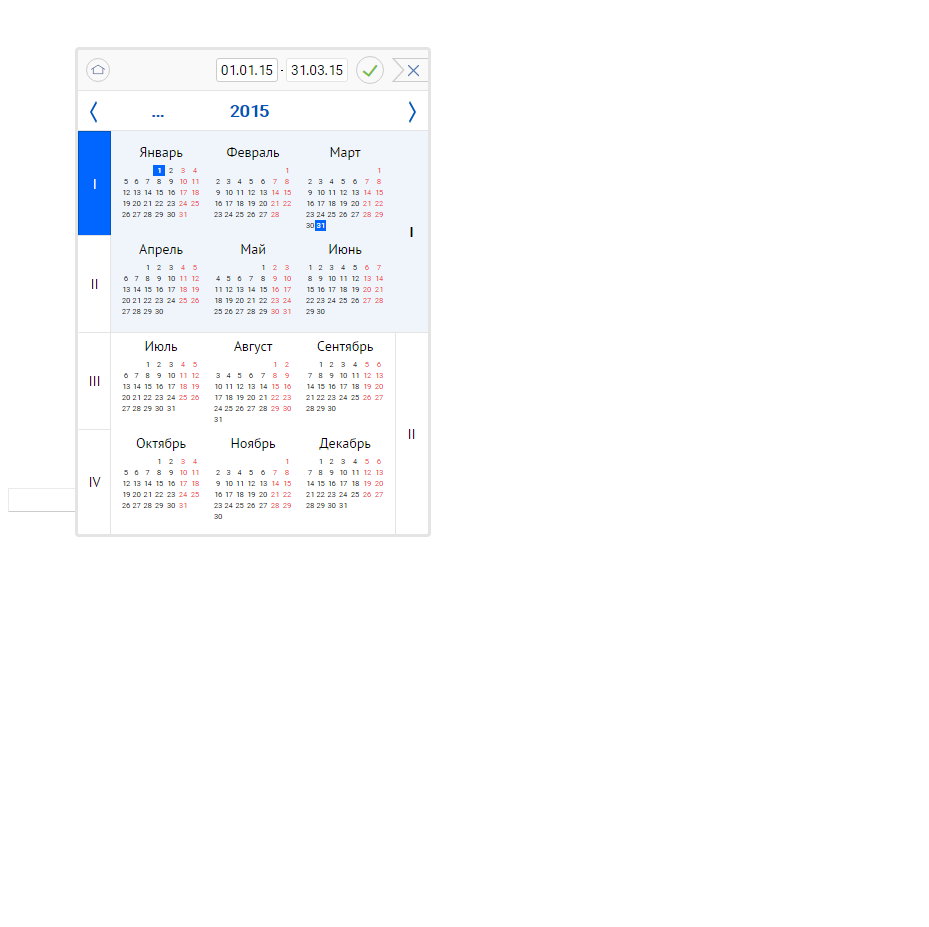 01.01.15 - 31.03.15
... 2015
Январь Февраль Март
1 2 3 4 1 1
5 6 7 8 9 10 11 2 3 4 5 6 7 8 2 3 4 5 6 7 8
I 12 13 14 15 16 17 18 9 10 11 12 13 14 15 9 10 11 12 13 14 15
19 20 21 22 23 24 25 16 17 18 19 20 21 22 16 17 18 19 20 21 22
26 27 28 29 30 31 23 24 25 26 27 28 23 24 25 26 27 28 29
30 31
I
Апрель Май Июнь
1 2 3 4 5 1 2 3 1 2 3 4 5 6 7
6 7 8 9 10 11 12 4 5 6 7 8 9 10 8 9 10 11 12 13 14
II 13 14 15 16 17 18 19 11 12 13 14 15 16 17 15 16 17 18 19 20 21
20 21 22 23 24 25 26 18 19 20 21 22 23 24 22 23 24 25 26 27 28
27 28 29 30 25 26 27 28 29 30 31 29 30
Июль Август Сентябрь
1 2 3 4 5 1 2 1 2 3 4 5 6
6 7 8 9 10 11 12 3 4 5 6 7 8 9 7 8 9 10 11 12 13
III 13 14 15 16 17 18 19 10 11 12 13 14 15 16 14 15 16 17 18 19 20
20 21 22 23 24 25 26 17 18 19 20 21 22 23 21 22 23 24 25 26 27
27 28 29 30 31 24 25 26 27 28 29 30 28 29 30
31
II
Октябрь Ноябрь Декабрь
1 2 3 4 1 1 2 3 4 5 6
5 6 7 8 9 10 11 2 3 4 5 6 7 8 7 8 9 10 11 12 13
IV 12 13 14 15 16 17 18 9 10 11 12 13 14 15 14 15 16 17 18 19 20
19 20 21 22 23 24 25 16 17 18 19 20 21 22 21 22 23 24 25 26 27
26 27 28 29 30 31 23 24 25 26 27 28 29 28 29 30 31
30